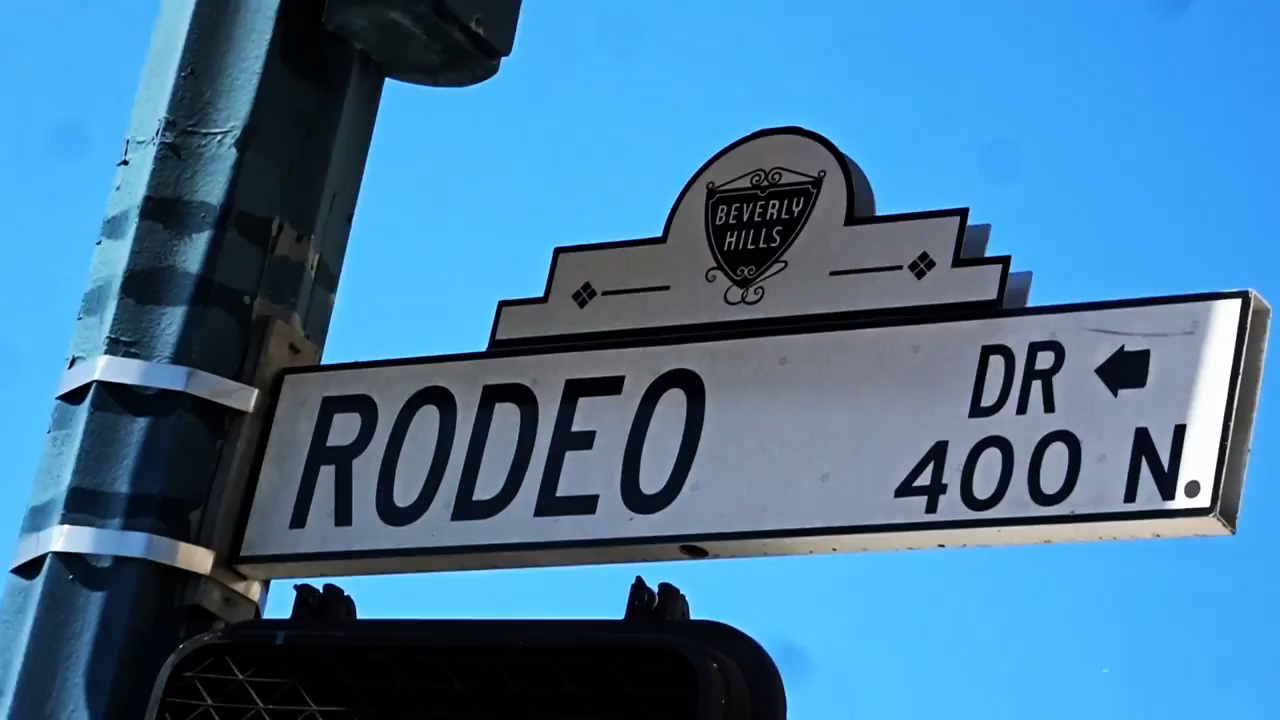 BEVERLY
HILLS
RODEO
DR ←
400 N.